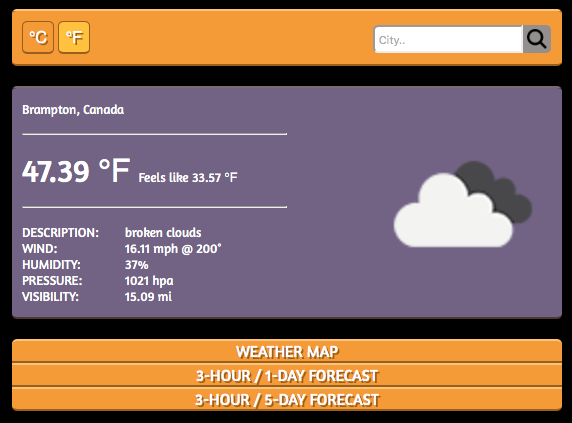 °C °F City..
Brampton, Canada
47.39 °F Feels like 33.57 °F
DESCRIPTION: broken clouds
WIND: 16.11 mph @ 200°
HUMIDITY: 37%
PRESSURE: 1021 hpa
VISIBILITY: 15.09 mi
WEATHER MAP
3-HOUR / 1-DAY FORECAST
3-HOUR / 5-DAY FORECAST